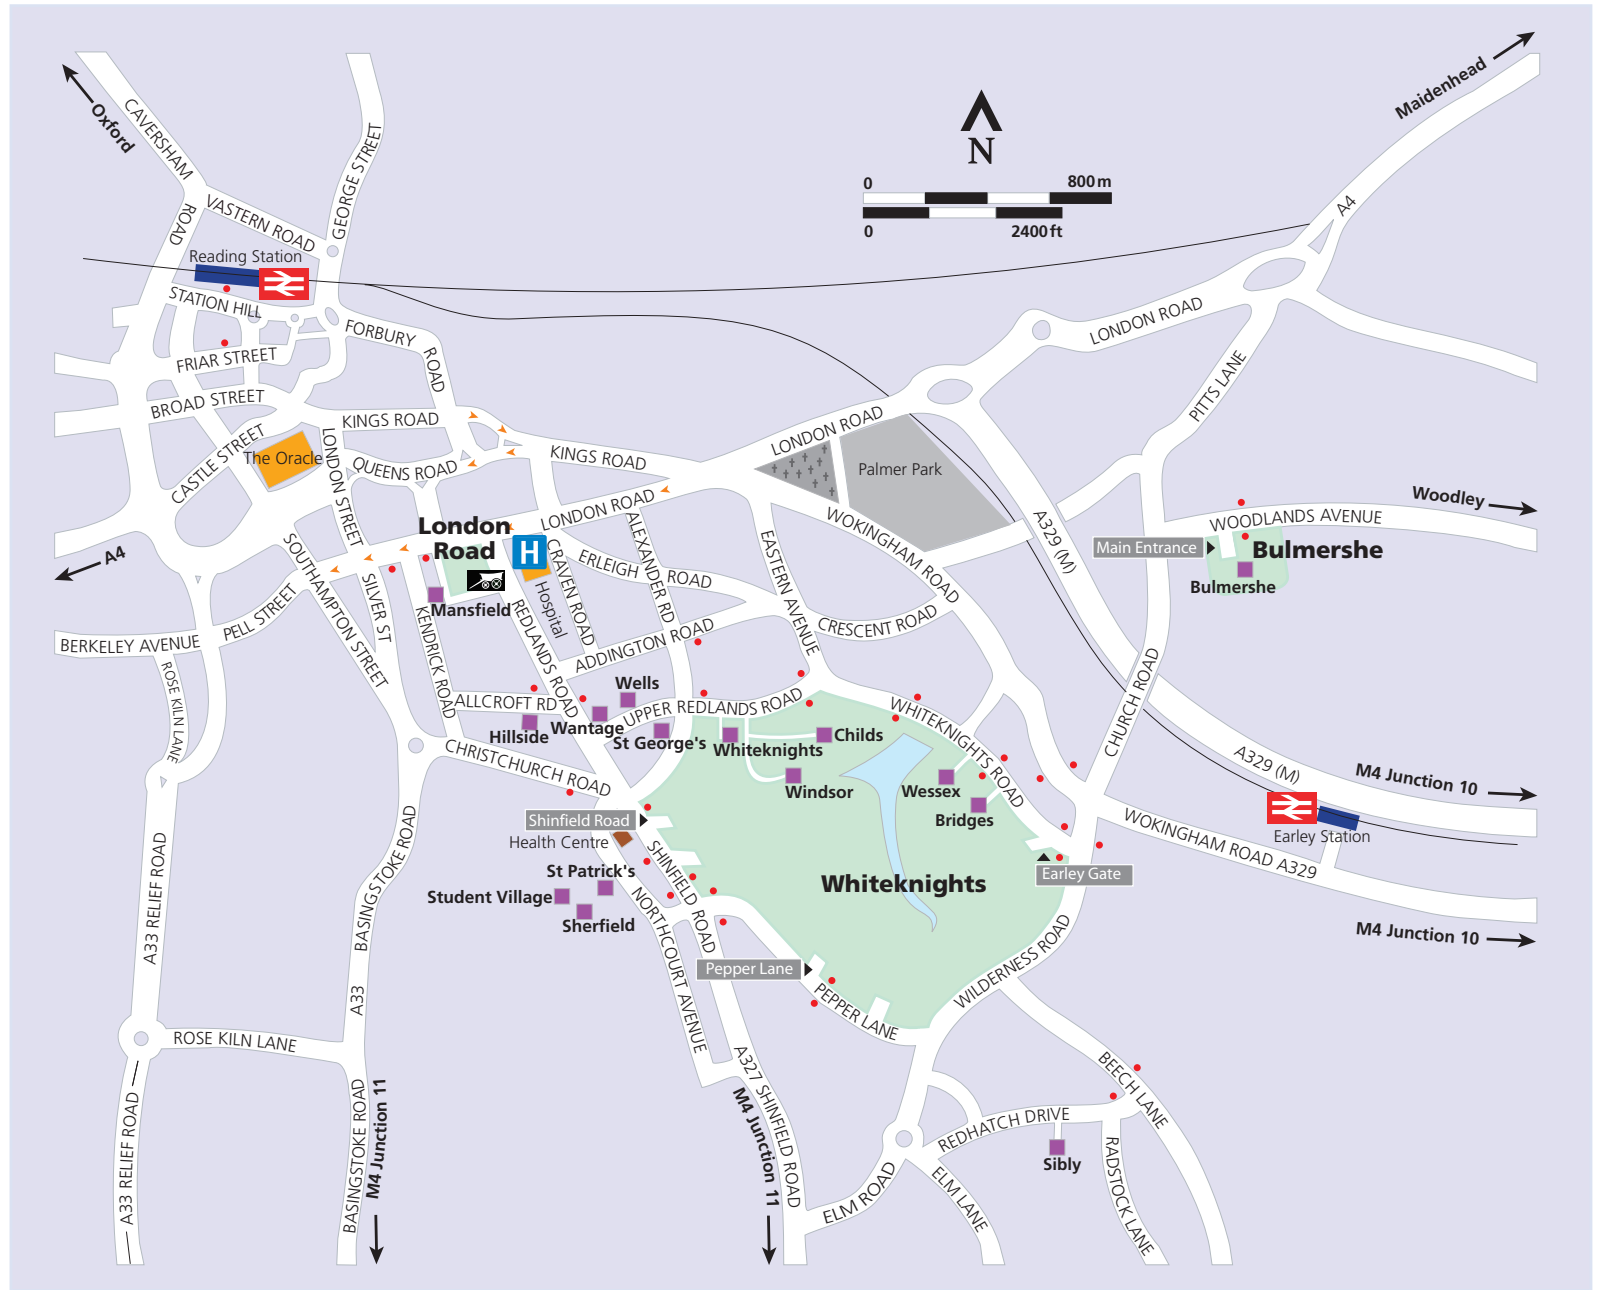 Maidenhead
Oxford
CAVERSHAM
ROAD
GEORGE STREET
VASTERN ROAD
N
0
800m
0
2400ft
A4
Reading Station
STATION HILL
FORBURY
ROAD
FRIAR STREET
BROAD STREET
LONDON ROAD
PITTS LANE
KINGS ROAD
CASTLE STREET
The Oracle
LONDON STREET
QUEENS ROAD
KINGS ROAD
LONDON ROAD
Palmer Park
LONDON ROAD
WOKINGHAM ROAD
A329 (M)
Woodley
WOODLANDS AVENUE
Main Entrance
Bulmershe
Bulmershe
A4
London
Road
H
Hospital
SOUTHAMPTON STREET
SILVER ST
PELL STREET
BERKELEY AVENUE
ROSE KILN LANE
Mansfield
KENDRICK ROAD
REDLANDS ROAD
CRAVEN ROAD
ALEXANDER RD
ERLEIGH ROAD
EASTERN AVENUE
ADDINGTON ROAD
CRESCENT ROAD
CHURCH ROAD
ALLCROFT RD
Wells
Wantage
Hillside
UPPER REDLANDS ROAD
St George's
Whiteknights
Childs
Windsor
WHITEKNIGHTS ROAD
Wessex
Bridges
CHRISTCHURCH ROAD
A329 (M)
M4 Junction 10
Earley Station
WOKINGHAM ROAD A329
M4 Junction 10
Shinfield Road
Health Centre
St Patrick's
Student Village
Sherfield
SHINFIELD ROAD
NORTHCOURT AVENUE
Whiteknights
Earley Gate
Pepper Lane
PEPPER LANE
WILDERNESS ROAD
A33 RELIEF ROAD
BASINGSTOKE ROAD
A33
ROSE KILN LANE
A33 RELIEF ROAD
BASINGSTOKE ROAD
M4 Junction 11
M4 Junction 11
A327 SHINFIELD ROAD
BEECH LANE
REDHATCH DRIVE
Sibly
RADSTOCK LANE
ELM ROAD
ELM LANE